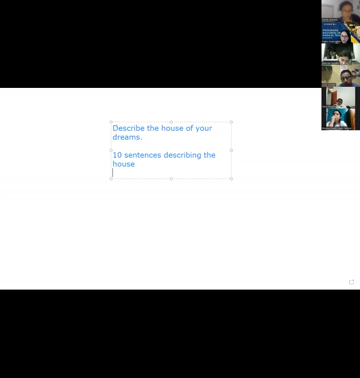 Describe the house of your
dreams.
10 sentences describing the
house